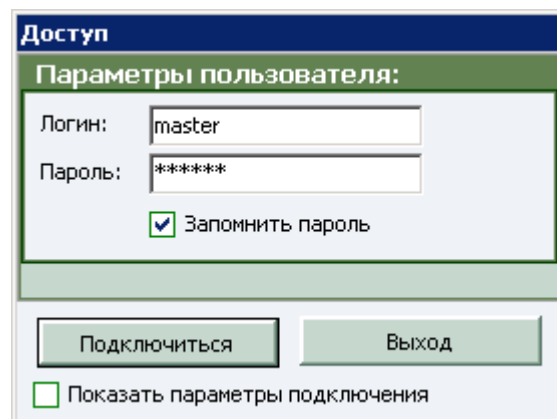 Доступ
Параметры пользователя:
Логин: master
Пароль: ******
Запомнить пароль
Подключиться Выход
Показать параметры подключения